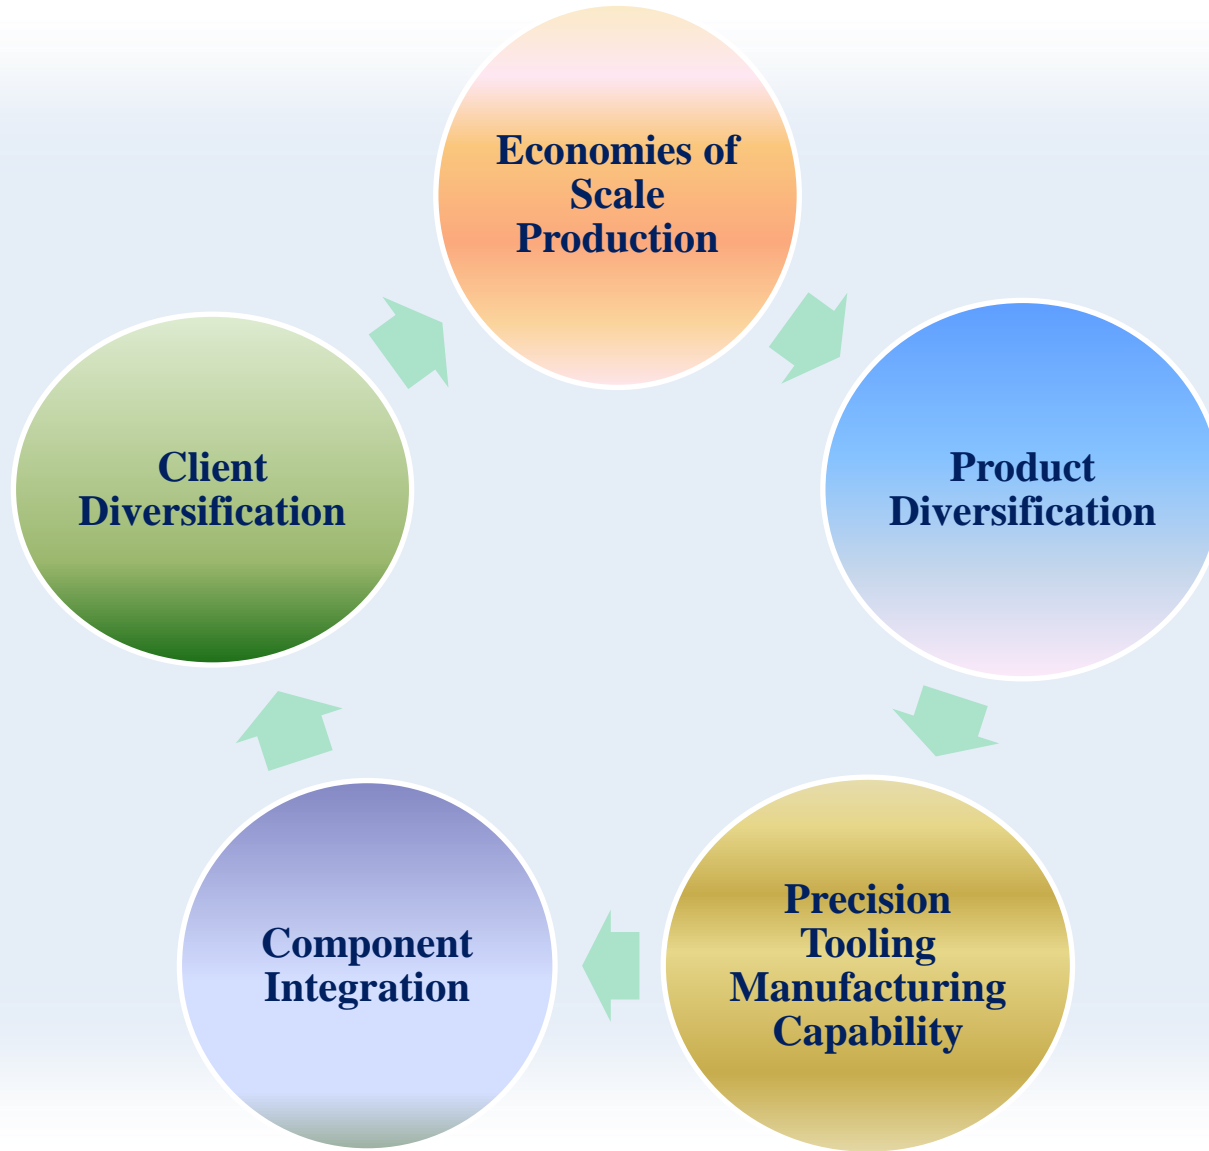 Economies of
Scale
Production
Product
Diversification
Precision
Tooling
Manufacturing
Capability
Component
Integration
Client
Diversification